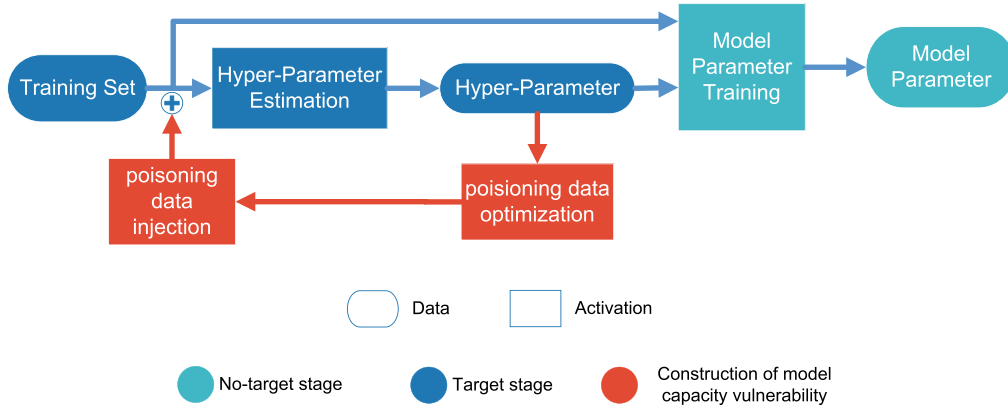 Training Set
Hyper-Parameter
Estimation
Hyper-Parameter
Model
Parameter
Training
Model
Parameter
poisoning
data
injection
poisioning data
optimization
Data
Activation
No-target stage
Target stage
Construction of model
capacity vulnerability